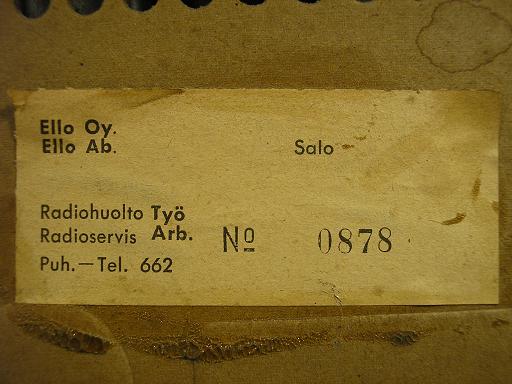 Ello Oy.
Ello Ab. Salo
Radiohuolto Työ
Radioservis Arb. Nº 0878
Puh.—Tel. 662